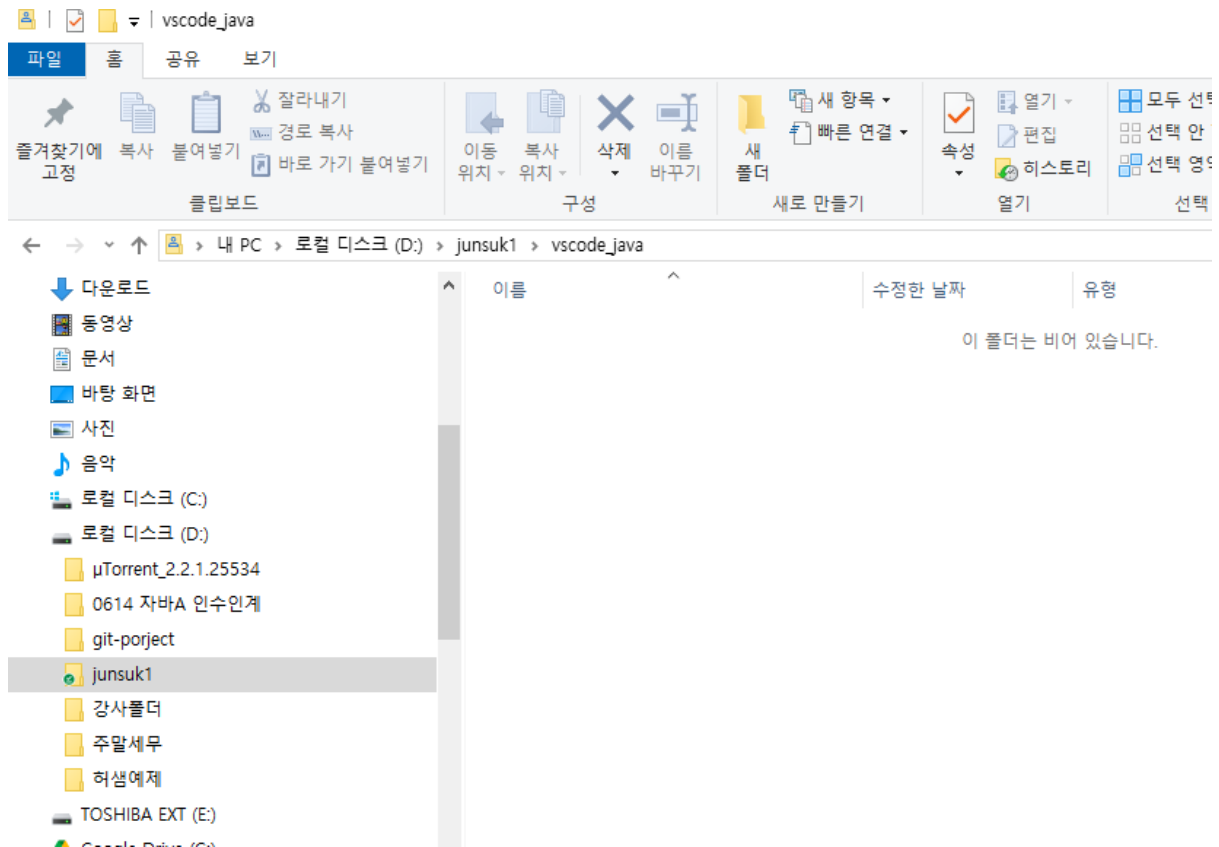 vscode_java
파일 홈 공유 보기
즐겨찾기에 고정
복사
붙여넣기
잘라내기
경로 복사
바로 가기 붙여넣기
클립보드
이동 위치
복사 위치
삭제
이름 바꾸기
구성
새 폴더
새 항목
빠른 연결
새로 만들기
속성
열기
편집
히스토리
열기
모두 선택
선택 안
선택 영역
선택
내 PC > 로컬 디스크 (D:) > junsuk1 > vscode_java
다운로드
동영상
문서
바탕 화면
사진
음악
로컬 디스크 (C:)
로컬 디스크 (D:)
µTorrent_2.2.1.25534
0614 자바A 인수인계
git-porject
junsuk1
강사폴더
주말세무
허샘예제
TOSHIBA EXT (E:)
이름 수정한 날짜 유형
이 폴더는 비어 있습니다.